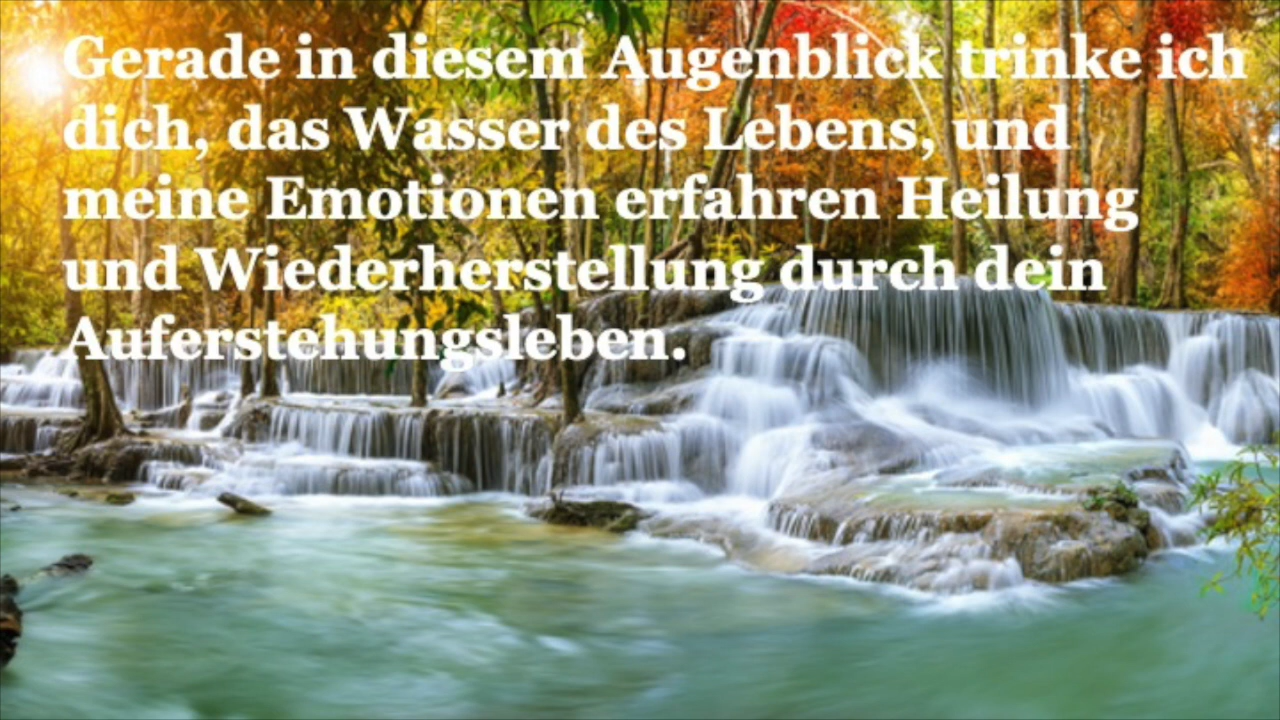 Gerade in diesem Augenblick trinke ich
dich, das Wasser des Lebens, und
meine Emotionen erfahren Heilung
und Wiederherstellung durch dein
Auferstehungsleben.